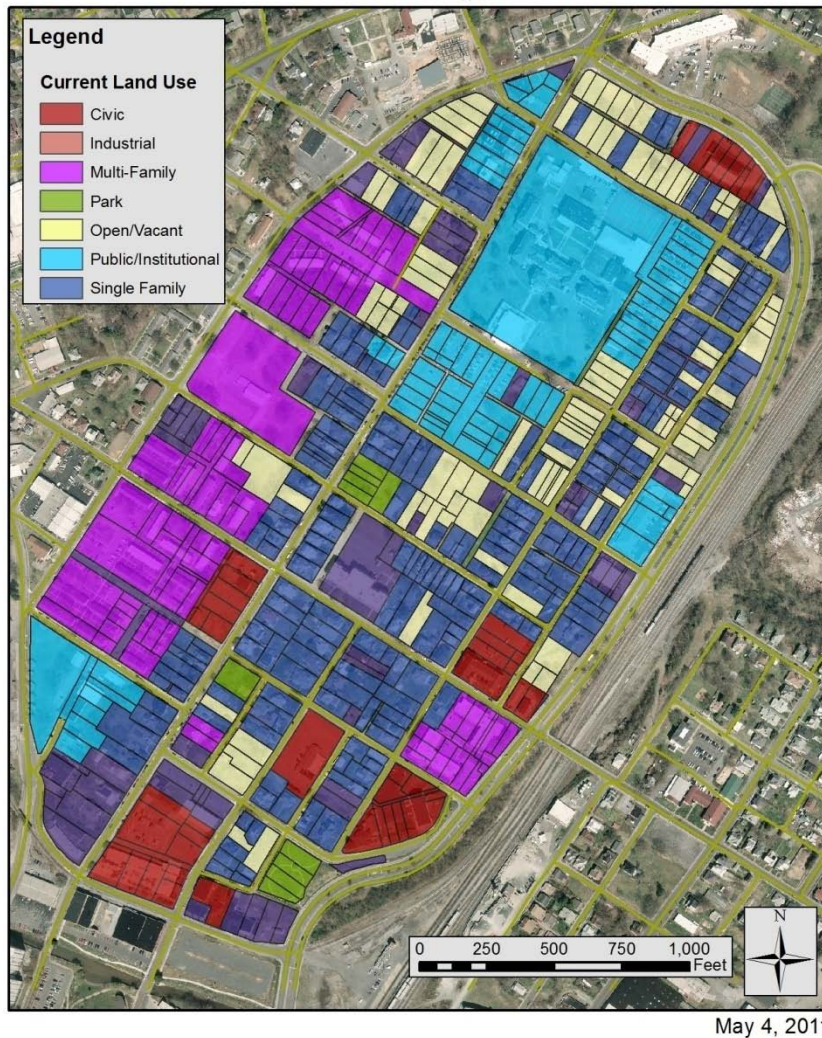 Legend
Current Land Use
Civic
Industrial
Multi-Family
Park
Open/Vacant
Public/Institutional
Single Family
N
0 250 500 750 1,000
Feet
May 4, 2011